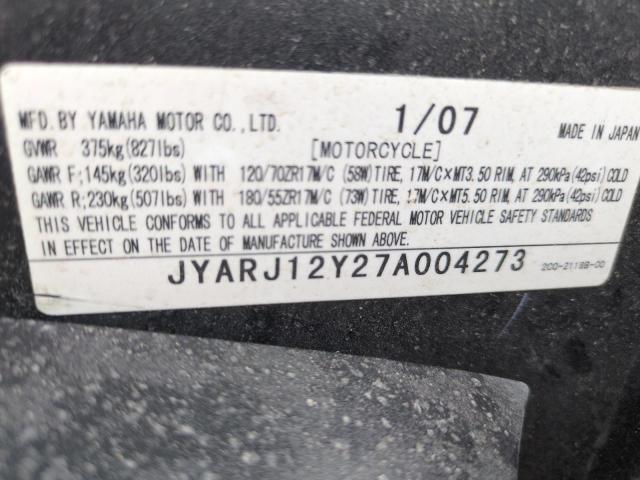 MFD. BY YAMAHA MOTOR CO.,LTD. 1/07 MADE IN JAPAN
GVWR 375kg(827lbs) [MOTORCYCLE]
GAWR F;145kg(320lbs)WITH 120/70ZR17M/C (58W)TIRE, 17M/C×MT3.50 RIM, AT 290kPa(42psi)COLD
GAWR R;230kg(507lbs)WITH 180/55ZR17M/C (73W)TIRE, 17M/C×MT5.50 RIM, AT 290kPa(42psi)COLD
THIS VEHICLE CONFORMS TO ALL APPLICABLE FEDERAL MOTOR VEHICLE SAFETY STANDARDS
IN EFFECT ON THE DATE OF MANUFACTURE SHOWN ABOVE.
JYARJ12Y27A004273 2C0-2119B-00